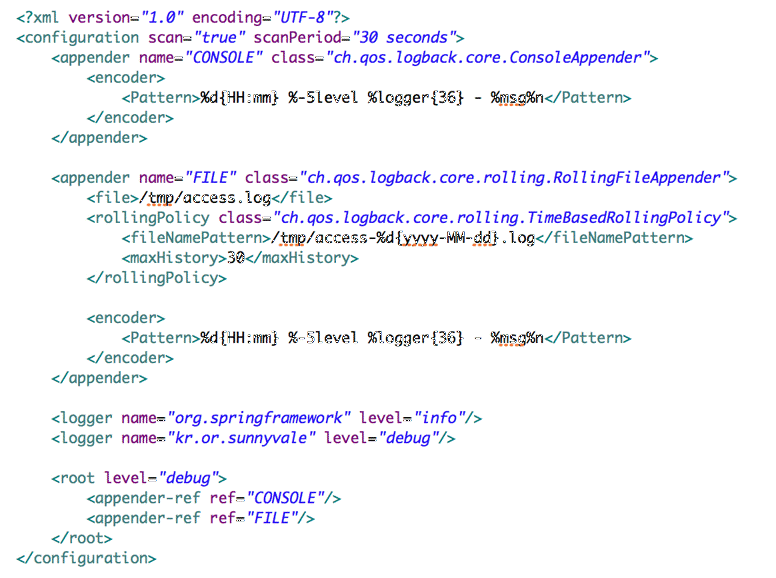 <?xml version="1.0" encoding="UTF-8"?>
<configuration scan="true" scanPeriod="30 seconds">
<appender name="CONSOLE" class="ch.qos.logback.core.ConsoleAppender">
<encoder>
<Pattern>%d{HH:mm} %-5level %logger{36} - %msg%n</Pattern>
</encoder>
</appender>
<appender name="FILE" class="ch.qos.logback.core.rolling.RollingFileAppender">
<file>/tmp/access.log</file>
<rollingPolicy class="ch.qos.logback.core.rolling.TimeBasedRollingPolicy">
<fileNamePattern>/tmp/access-%d{yyyy-MM-dd}.log</fileNamePattern>
<maxHistory>30</maxHistory>
</rollingPolicy>
<encoder>
<Pattern>%d{HH:mm} %-5level %logger{36} - %msg%n</Pattern>
</encoder>
</appender>
<logger name="org.springframework" level="info"/>
<logger name="kr.or.sunnyvale" level="debug"/>
<root level="debug">
<appender-ref ref="CONSOLE"/>
<appender-ref ref="FILE"/>
</root>
</configuration>